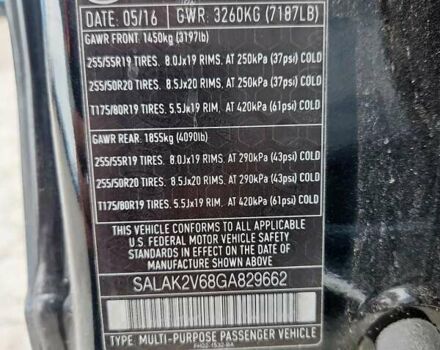 DATE: 05/16 GWR: 3260KG (7187LB)
GAWR FRONT: 1450kg (3197lb)
255/55R19 TIRES. 8.0Jx19 RIMS. AT 250kPa (37psi) COLD
255/50R20 TIRES. 8.5Jx20 RIMS. AT 250kPa (37psi) COLD
T175/80R19 TIRES. 5.5Jx19 RIMS. AT 420kPa (61psi) COLD
GAWR REAR: 1855kg (4090lb)
255/55R19 TIRES. 8.0Jx19 RIMS. AT 290kPa (43psi) COLD
255/50R20 TIRES. 8.5Jx20 RIMS. AT 290kPa (43psi) COLD
T175/80R19 TIRES. 5.5Jx19 RIMS. AT 420kPa (61psi) COLD
THIS VEHICLE CONFORMS TO ALL APPLICABLE
U.S. FEDERAL MOTOR VEHICLE SAFETY
STANDARDS IN EFFECT ON THE DATE OF
MANUFACTURE SHOWN ABOVE.
SALAK2V68GA829662
TYPE: MULTI-PURPOSE PASSENGER VEHICLE